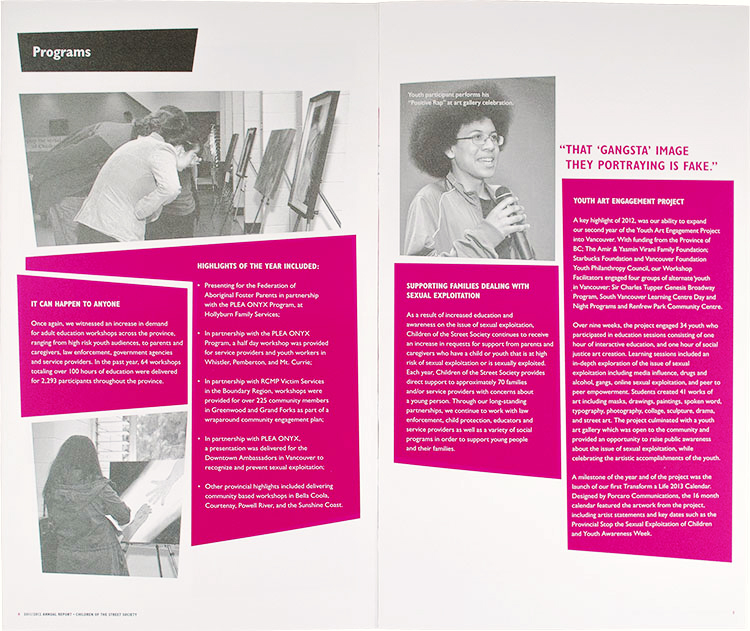 Programs
IT CAN HAPPEN TO ANYONE
Once again, we witnessed an increase in demand
for adult education workshops across the province,
ranging from high risk youth audiences, to parents and
caregivers, law enforcement, government agencies
and service providers. In the past year, 64 workshops
totaling over 100 hours of education were delivered
for 2,293 participants throughout the province.
HIGHLIGHTS OF THE YEAR INCLUDED:
• Presenting for the Federation of
Aboriginal Foster Parents in partnership
with the PLEA ONYX Program, at
Hollyburn Family Services;
• In partnership with the PLEA ONYX
Program, a half day workshop was provided
for service providers and youth workers in
Whistler, Pemberton, and Mt. Currie;
• In partnership with RCMP Victim Services
in the Boundary Region, workshops were
provided for over 225 community members
in Greenwood and Grand Forks as part of a
wraparound community engagement plan;
• In partnership with PLEA ONYX,
a presentation was delivered for the
Downtown Ambassadors in Vancouver to
recognize and prevent sexual exploitation;
• Other provincial highlights included delivering
community based workshops in Bella Coola,
Courtenay, Powell River, and the Sunshine Coast.
2011/2012 ANNUAL REPORT • CHILDREN OF THE STREET SOCIETY
Youth participant performs his
"Positive Rap" at art gallery celebration.
SUPPORTING FAMILIES DEALING WITH
SEXUAL EXPLOITATION
As a result of increased education and
awareness on the issue of sexual exploitation,
Children of the Street Society continues to receive
an increase in requests for support from parents and
caregivers who have a child or youth that is at high
risk of sexual exploitation or is sexually exploited.
Each year, Children of the Street Society provides
direct support to approximately 70 families
and/or service providers with concerns about
a young person. Through our long-standing
partnerships, we continue to work with law
enforcement, child protection, educators and
service providers as well as a variety of social
programs in order to support young people
and their families.
"THAT 'GANGSTA' IMAGE
THEY PORTRAYING IS FAKE."
YOUTH ART ENGAGEMENT PROJECT
A key highlight of 2012, was our ability to expand
our second year of the Youth Art Engagement Project
into Vancouver. With funding from the Province of
BC; The Amir & Yasmin Virani Family Foundation;
Starbucks Foundation and Vancouver Foundation
Youth Philanthropy Council, our Workshop
Facilitators engaged four groups of alternate youth
in Vancouver: Sir Charles Tupper Genesis Broadway
Program, South Vancouver Learning Centre Day and
Night Programs and Renfrew Park Community Centre.
Over nine weeks, the project engaged 34 youth who
participated in education sessions consisting of one
hour of interactive education, and one hour of social
justice art creation. Learning sessions included an
in-depth exploration of the issue of sexual
exploitation including media influence, drugs and
alcohol, gangs, online sexual exploitation, and peer to
peer empowerment. Students created 41 works of
art including masks, drawings, paintings, spoken word,
typography, photography, collage, sculpture, drama,
and street art. The project culminated with a youth
art gallery which was open to the community and
provided an opportunity to raise public awareness
about the issue of sexual exploitation, while
celebrating the artistic accomplishments of the youth.
A milestone of the year and of the project was the
launch of our first Transform a Life 2013 Calendar.
Designed by Porcaro Communications, the 16 month
calendar featured the artwork from the project,
including artist statements and key dates such as the
Provincial Stop the Sexual Exploitation of Children
and Youth Awareness Week.